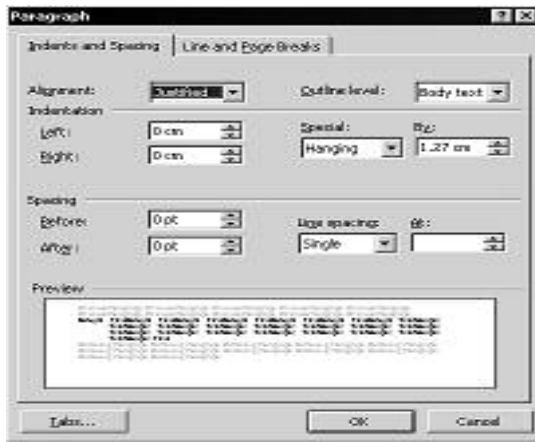 Paragraph
Indents and Spacing Line and Page Breaks
Alignment: Justified Outline level: Body text
Indentation
Left: 0 cm Special: By:
Right: 0 cm Hanging 1.27 cm
Spacing
Before: 0 pt Line spacing: At:
After: 0 pt Single
Preview
Tabs... OK Cancel